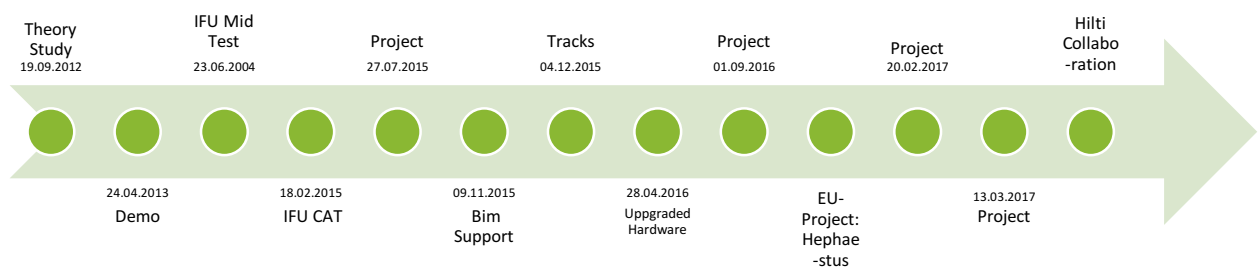 Theory
Study
19.09.2012
24.04.2013
Demo
IFU Mid
Test
23.06.2004
18.02.2015
IFU CAT
Project
27.07.2015
09.11.2015
Bim
Support
Tracks
04.12.2015
28.04.2016
Uppgraded
Hardware
Project
01.09.2016
EU-
Project:
Hephae
-stus
Project
20.02.2017
13.03.2017
Project
Hilti
Collabo
-ration